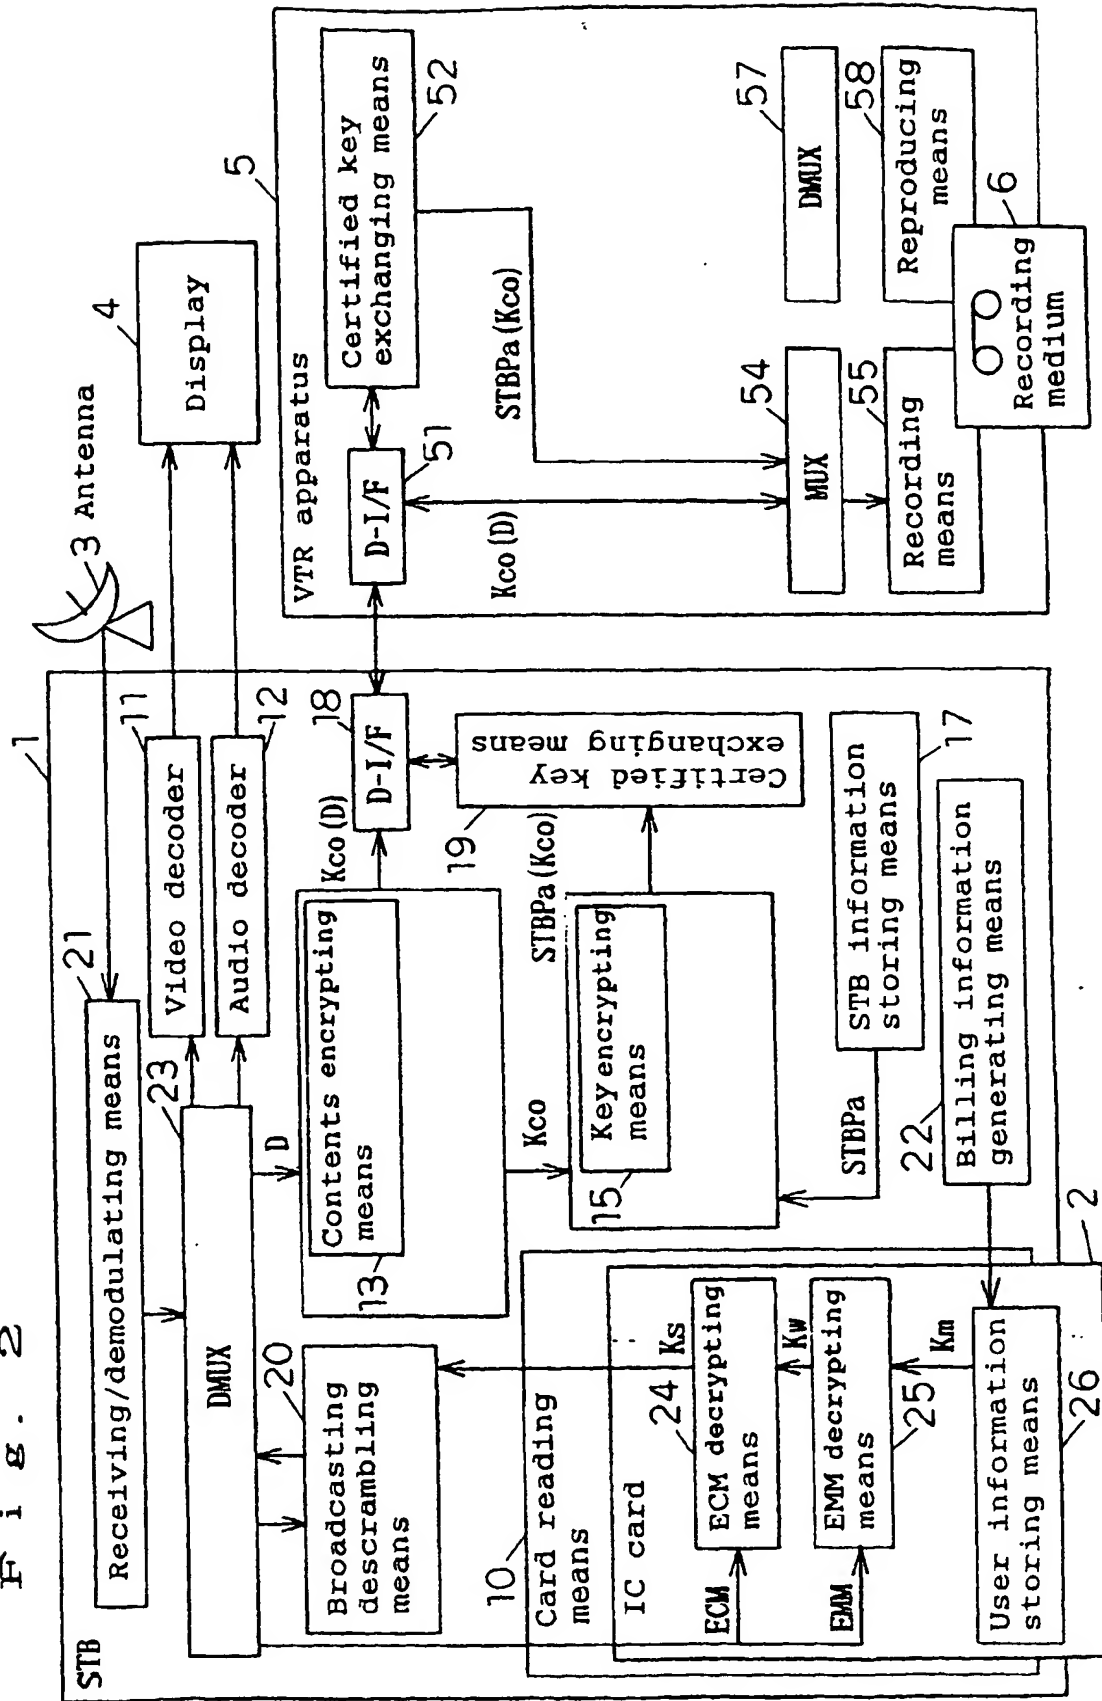 Fig. 2
STB
1
Receiving/demodulating means
21
3 Antenna
4
Display
DMUX
23
Video decoder
11
Audio decoder
12
Broadcasting
descrambling
means
20
D
Contents encrypting
means
13
Kco(D)
D-I/F
18
Certified key
exchanging means
19
Kco
STBPa(Kco)
Key encrypting
means
15
STBPa
STB information
storing means
17
Billing information
generating means
22
10
Card reading
means
IC card
2
Ks
24
ECM decrypting
means
ECM
Kw
EMM decrypting
means
25
EMM
Km
User information
storing means
26
5
VTR apparatus
D-I/F
51
Certified key
exchanging means
52
Kco(D)
STBPa(Kco)
MUX
54
DMUX
57
Recording
means
55
Reproducing
means
58
Recording
medium
6